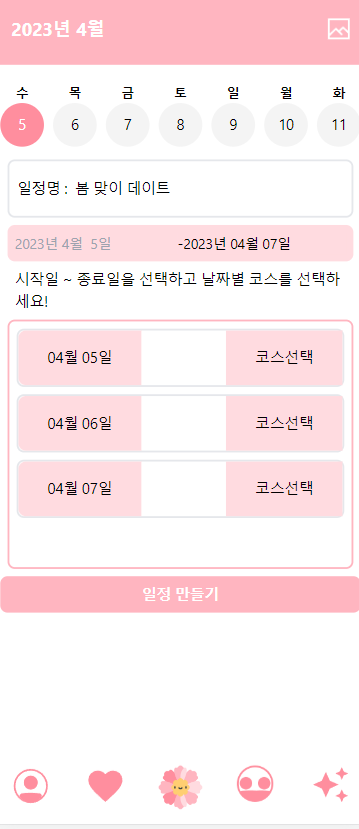 2023년 4월
수 목 금 토 일 월 화
5 6 7 8 9 10 11
일정명 : 봄 맞이 데이트
2023년 4월 5일 -2023년 04월 07일
시작일 ~ 종료일을 선택하고 날짜별 코스를 선택하
세요!
04월 05일 코스선택
04월 06일 코스선택
04월 07일 코스선택
일정 만들기